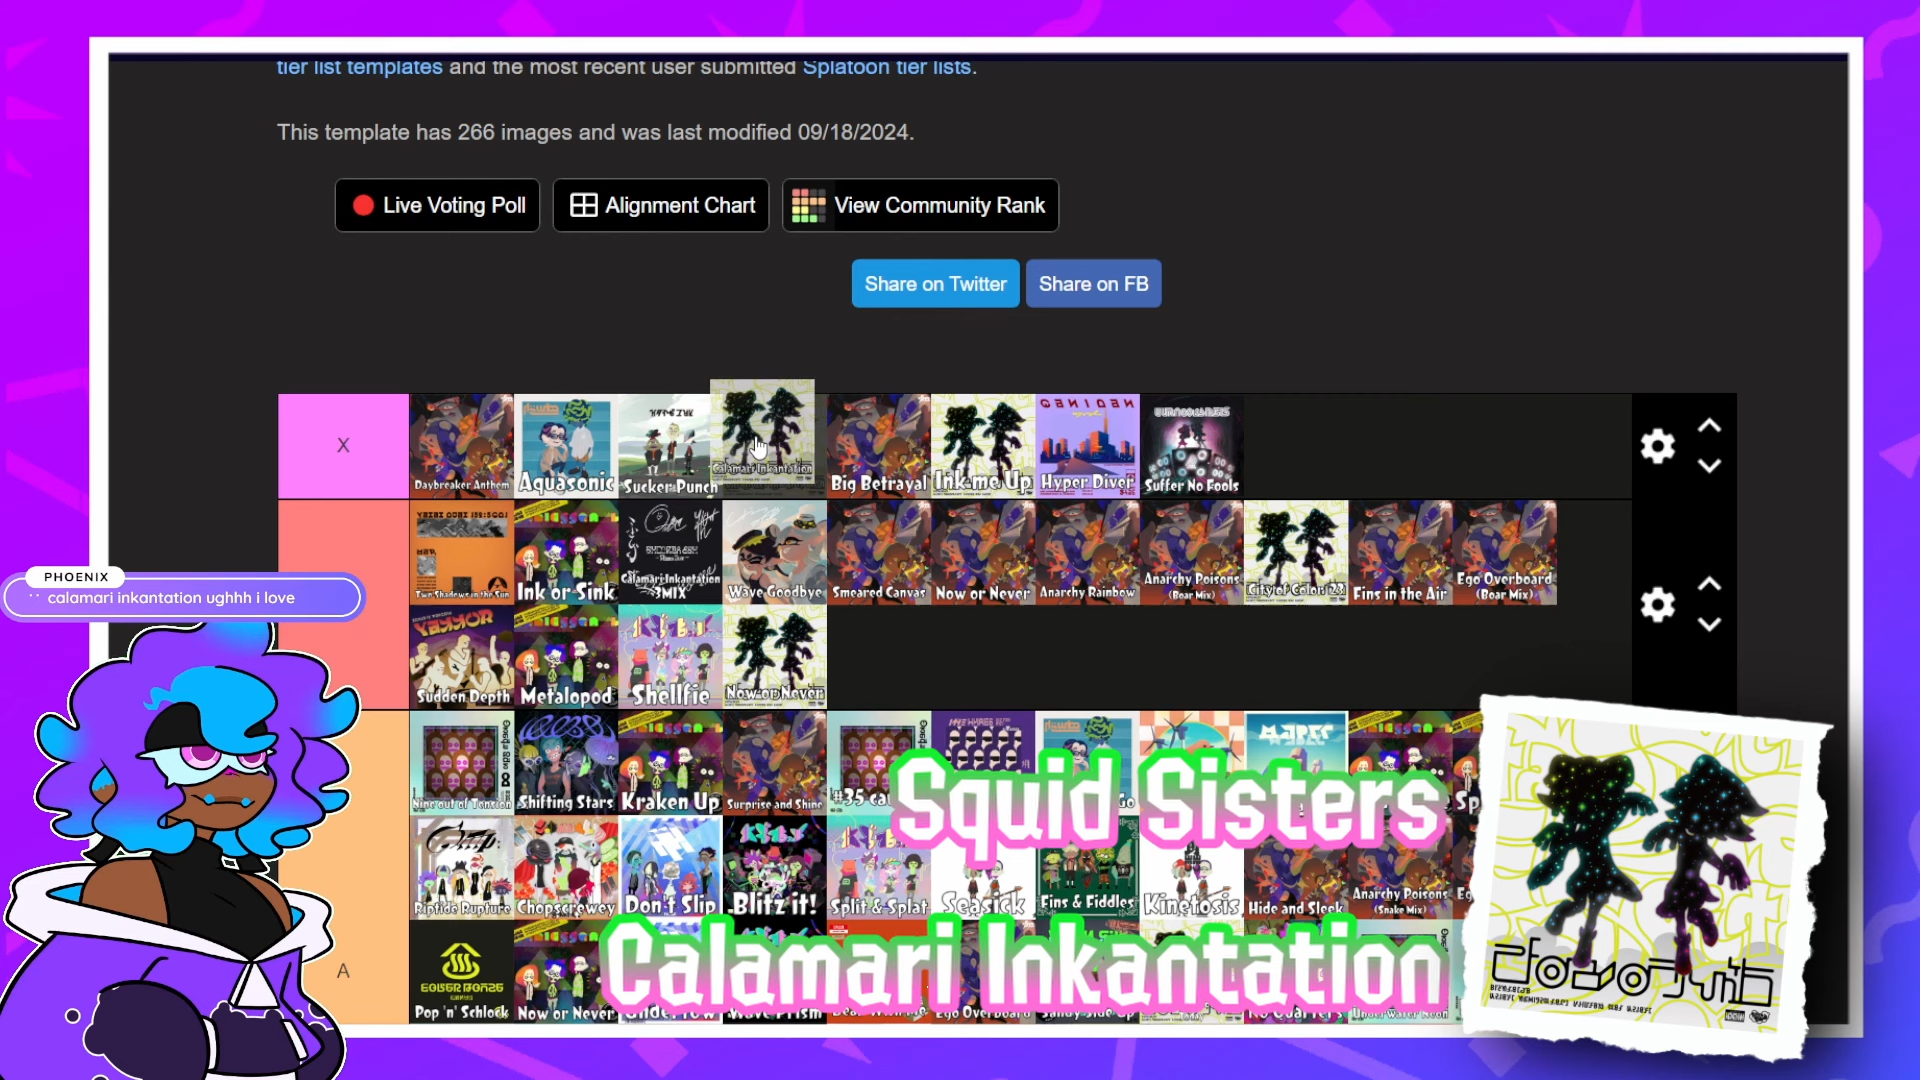 tier list templates and the most recent user submitted Splatoon tier lists.
This template has 266 images and was last modified 09/18/2024.
Live Voting Poll
Alignment Chart
View Community Rank
Share on Twitter
Share on FB
X
Daybreaker Anthem
Aquasonic
Sucker Punch
Calamari Inkantation
Big Betrayal
Ink me Up
Hyper Diver
Suffer No Fools
Two Shadows in the Sun
Ink or Sink
Calamari Inkantation
3MIX
Wave Goodbye
Smeared Canvas
Now or Never
Anarchy Rainbow
Anarchy Poisons
(Boar Mix)
City of Color 23
Fins in the Air
Ego Overboard
(Boar Mix)
PHOENIX
calamari inkantation ughhh i love
Sudden Depth
Metalopod
Shellfie
Now or Never
Nine out of Tension
Shifting Stars
Kraken Up
Surprise and Shine
Squid Sisters
Riptide Rupture
Chopscrewey
Don't Slip
Blitz it!
Split & Splat
Seasick
Fins & Fiddles
Kinetosis
Hide and Sleek
Anarchy Poisons
(Snake Mix)
A
Pop 'n' Schlock
Now or Never
Calamari Inkantation
Ego Overboard